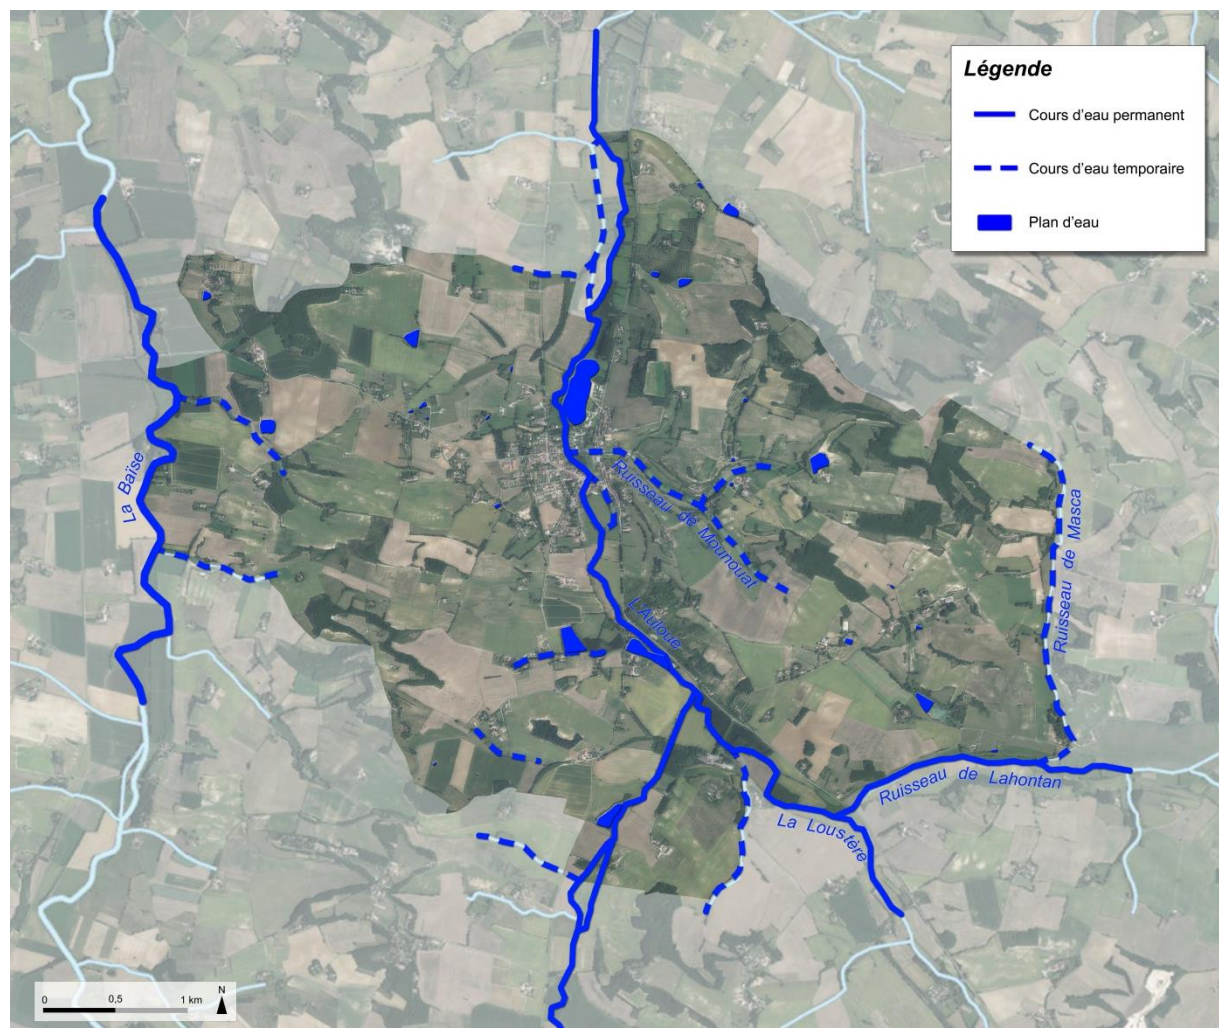 Légende
Cours d'eau permanent
Cours d'eau temporaire
Plan d'eau
La Baïse
Ruisseau de Mounouat
Ruisseau de Masca
L'Auloue
Ruisseau de Lahontan
La Loustère
0 0,5 1 km
N